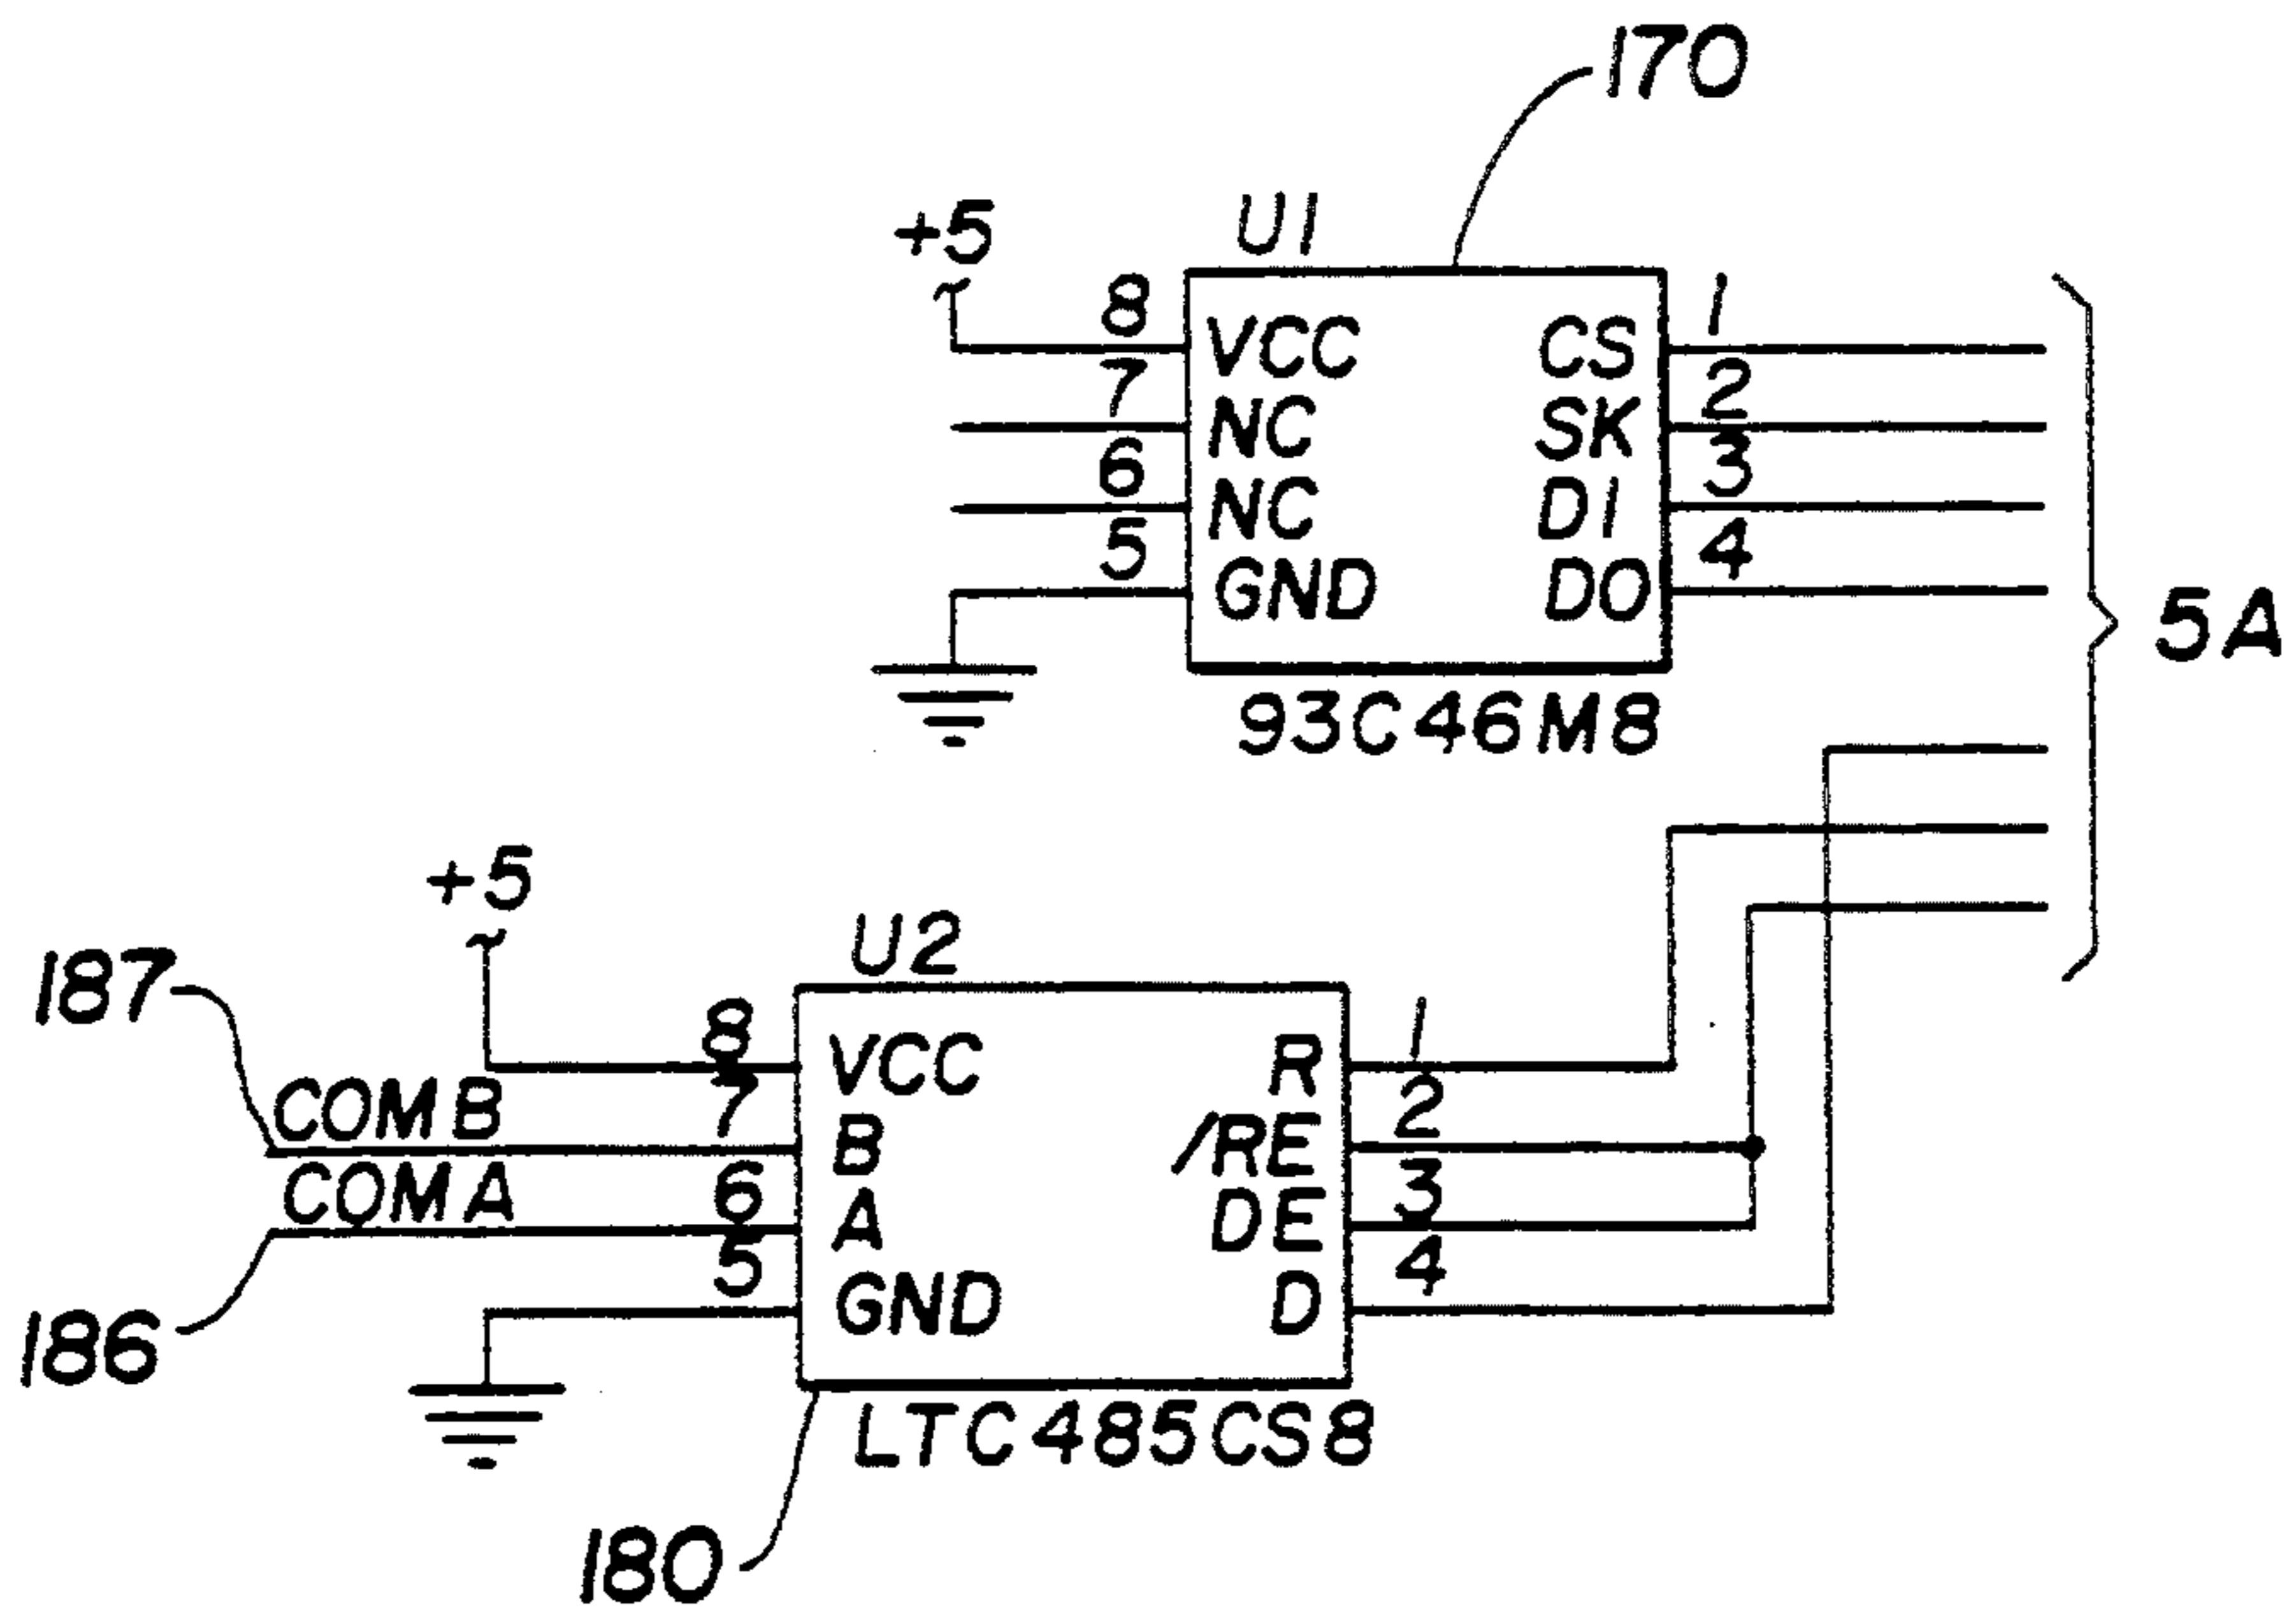 170
U1
+5
8 VCC CS 1
7 NC SK 2
6 NC DI 3
5 GND DO 4
5A
93C46M8
+5
U2
187
8 VCC R 1
COMB 7 B /RE 2
COMA 6 A DE 3
5 GND D 4
186
LTC485CS8
180